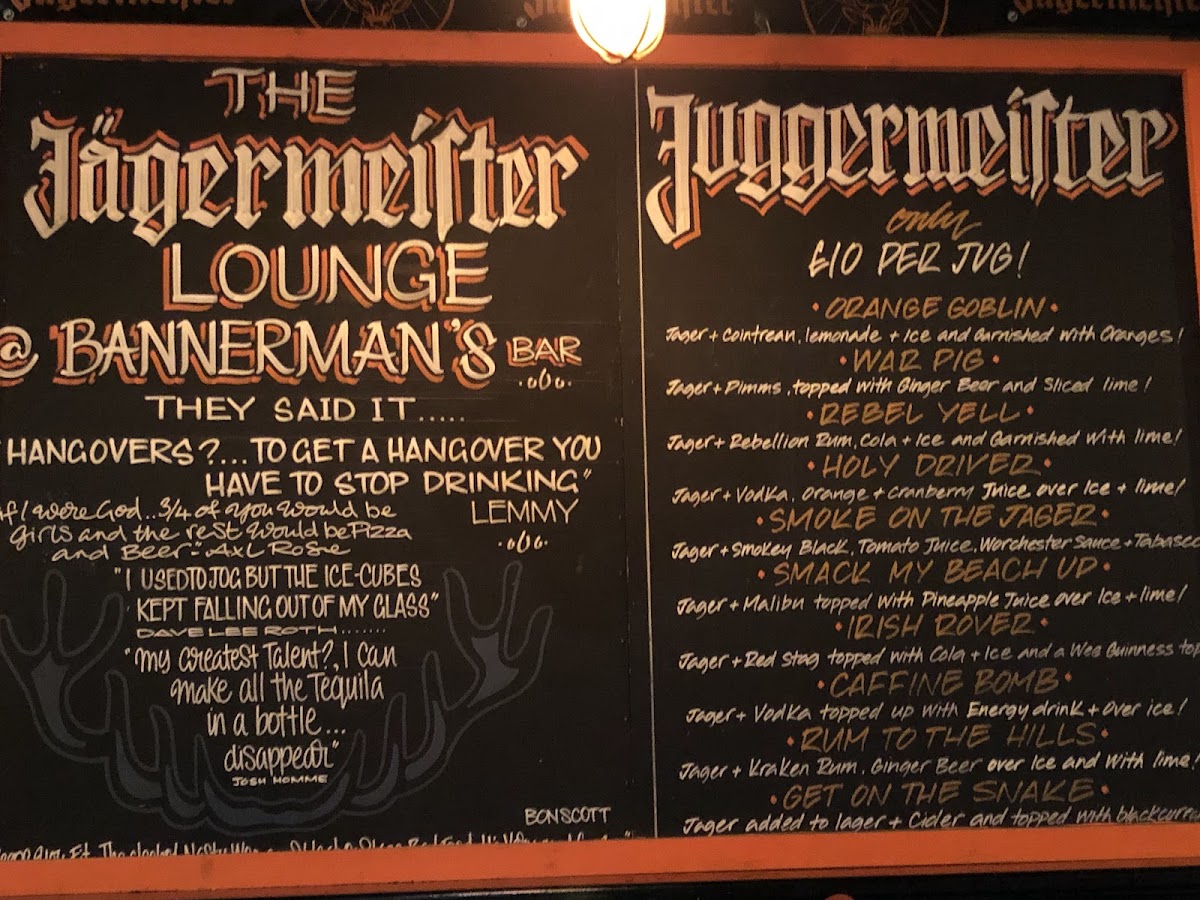 THE
Jägermeister
LOUNGE
@ BANNERMAN'S BAR
THEY SAID IT.....
"HANGOVERS?...TO GET A HANGOVER YOU
HAVE TO STOP DRINKING"
LEMMY
if I were God..3/4 of you would be
girls and the rest would be Pizza
and Beer" Axl Rose
"I USED TO JOG, BUT THE ICE-CUBES
KEPT FALLING OUT OF MY GLASS"
DAVE LEE ROTH.......
"my greatest Talent?, I can
make all the Tequila
in a bottle...
disappear"
JOSH HOMME
BON SCOTT
Juggermeister
only
£10 PER JUG!
• ORANGE GOBLIN •
Jager + Cointreau, lemonade + Ice and Garnished with Oranges!
• WAR PIG •
Jager + Pimms, topped with Ginger Beer and Sliced lime!
• REBEL YELL •
Jager + Rebellion Rum, Cola + Ice and Garnished with lime!
• HOLY DRIVER •
Jager + Vodka, Orange + Cranberry Juice over Ice + lime!
• SMOKE ON THE JAGER •
Jager + Smokey Black, Tomato Juice, Worchester Sauce + Tabasc
• SMACK MY BEACH UP •
Jager + Malibu topped with Pineapple Juice over Ice + lime!
• IRISH ROVER •
Jager + Red Stag topped with Cola + Ice and a Wee Guinness top
• CAFFINE BOMB •
Jager + Vodka topped up with Energy drink + Over ice!
• RUM TO THE HILLS •
Jager + Kraken Rum, Ginger Beer over Ice and With lime!
• GET ON THE SNAKE •
Jager added to lager + Cider and topped with blackcurra